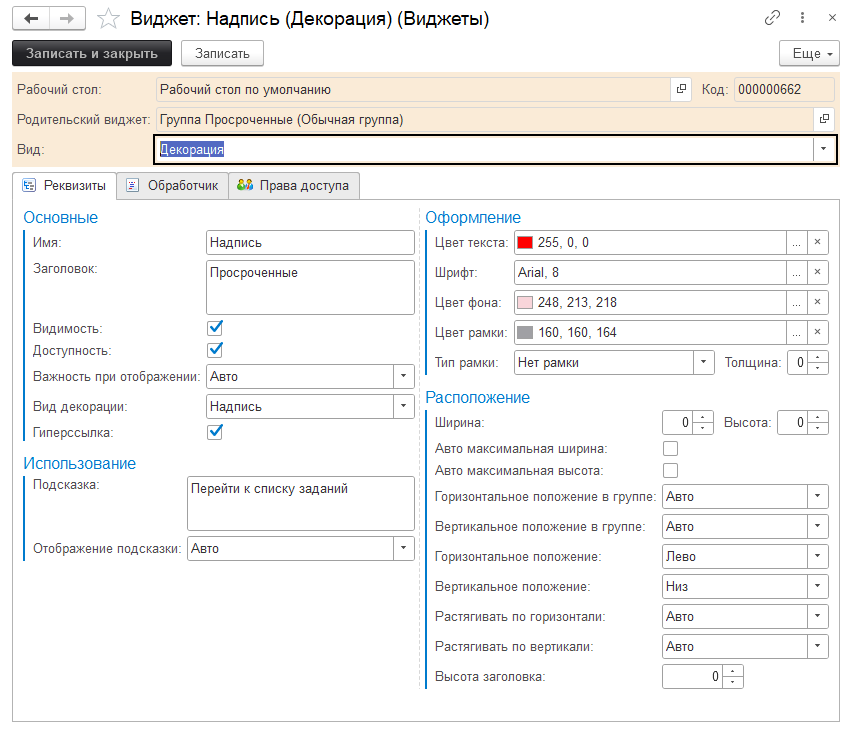 Виджет: Надпись (Декорация) (Виджеты)
Записать и закрыть
Записать
Еще
Рабочий стол: Рабочий стол по умолчанию Код: 000000662
Родительский виджет: Группа Просроченные (Обычная группа)
Вид: Декорация
Реквизиты Обработчик Права доступа
Основные
Имя: Надпись
Заголовок: Просроченные
Видимость:
Доступность:
Важность при отображении: Авто
Вид декорации: Надпись
Гиперссылка:
Использование
Подсказка: Перейти к списку заданий
Отображение подсказки: Авто
Оформление
Цвет текста: 255, 0, 0 ... ×
Шрифт: Arial, 8 ... ×
Цвет фона: 248, 213, 218 ... ×
Цвет рамки: 160, 160, 164 ... ×
Тип рамки: Нет рамки Толщина: 0
Расположение
Ширина: 0 Высота: 0
Авто максимальная ширина:
Авто максимальная высота:
Горизонтальное положение в группе: Авто
Вертикальное положение в группе: Авто
Горизонтальное положение: Лево
Вертикальное положение: Низ
Растягивать по горизонтали: Авто
Растягивать по вертикали: Авто
Высота заголовка: 0